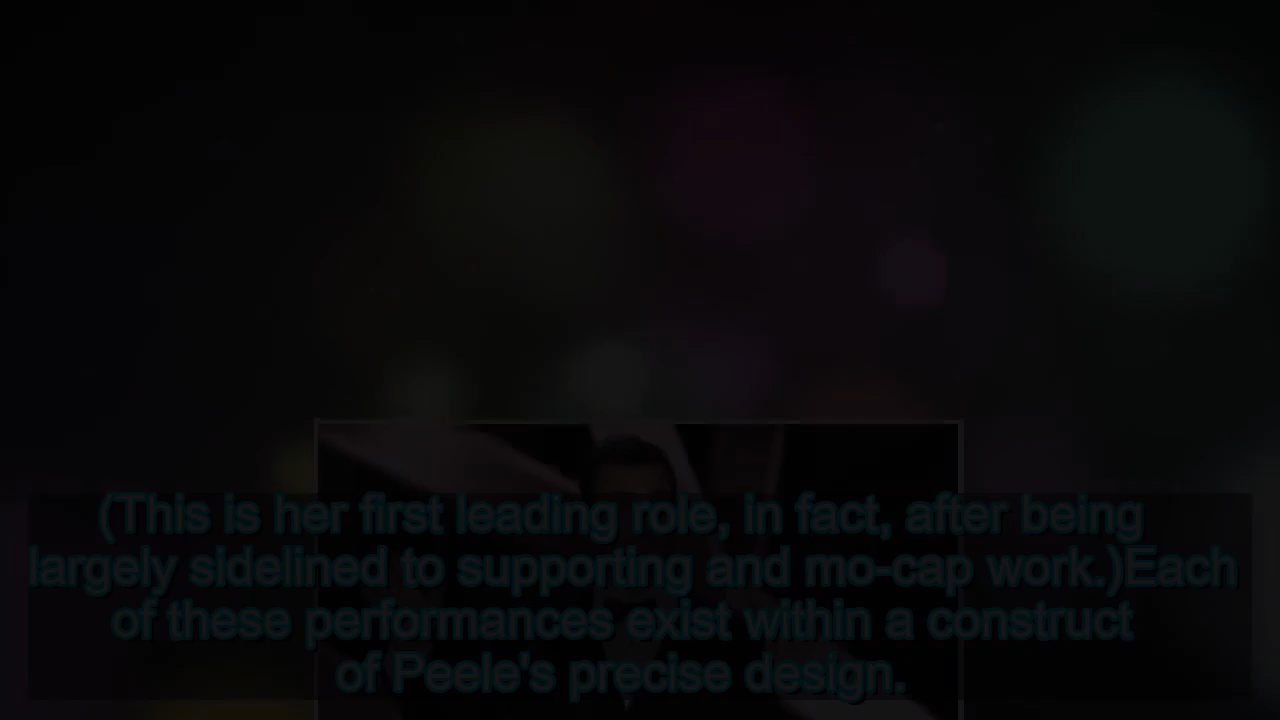 (This is her first leading role, in fact, after being
largely sidelined to supporting and mo-cap work.)Each
of these performances exist within a construct
of Peele's precise design.